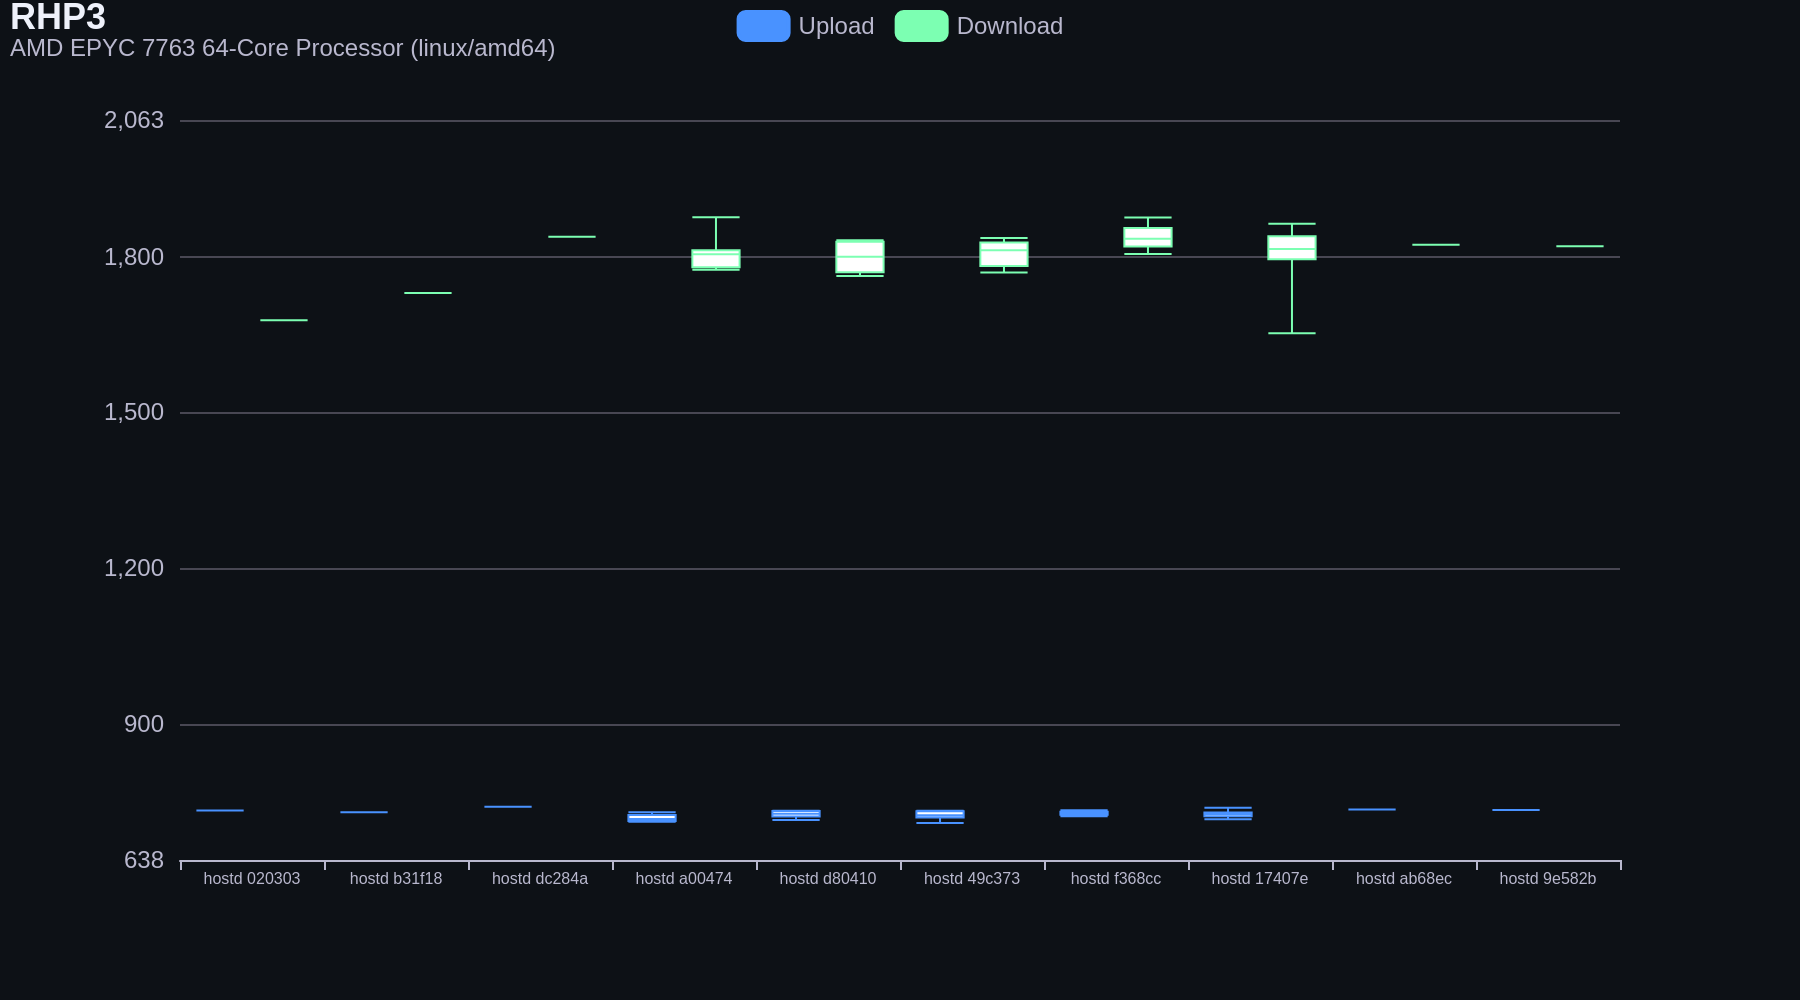 RHP3
AMD EPYC 7763 64-Core Processor (linux/amd64)
Upload Download
2,063
1,800
1,500
1,200
900
638
hostd 020303 hostd b31f18 hostd dc284a hostd a00474 hostd d80410 hostd 49c373 hostd f368cc hostd 17407e hostd ab68ec hostd 9e582b